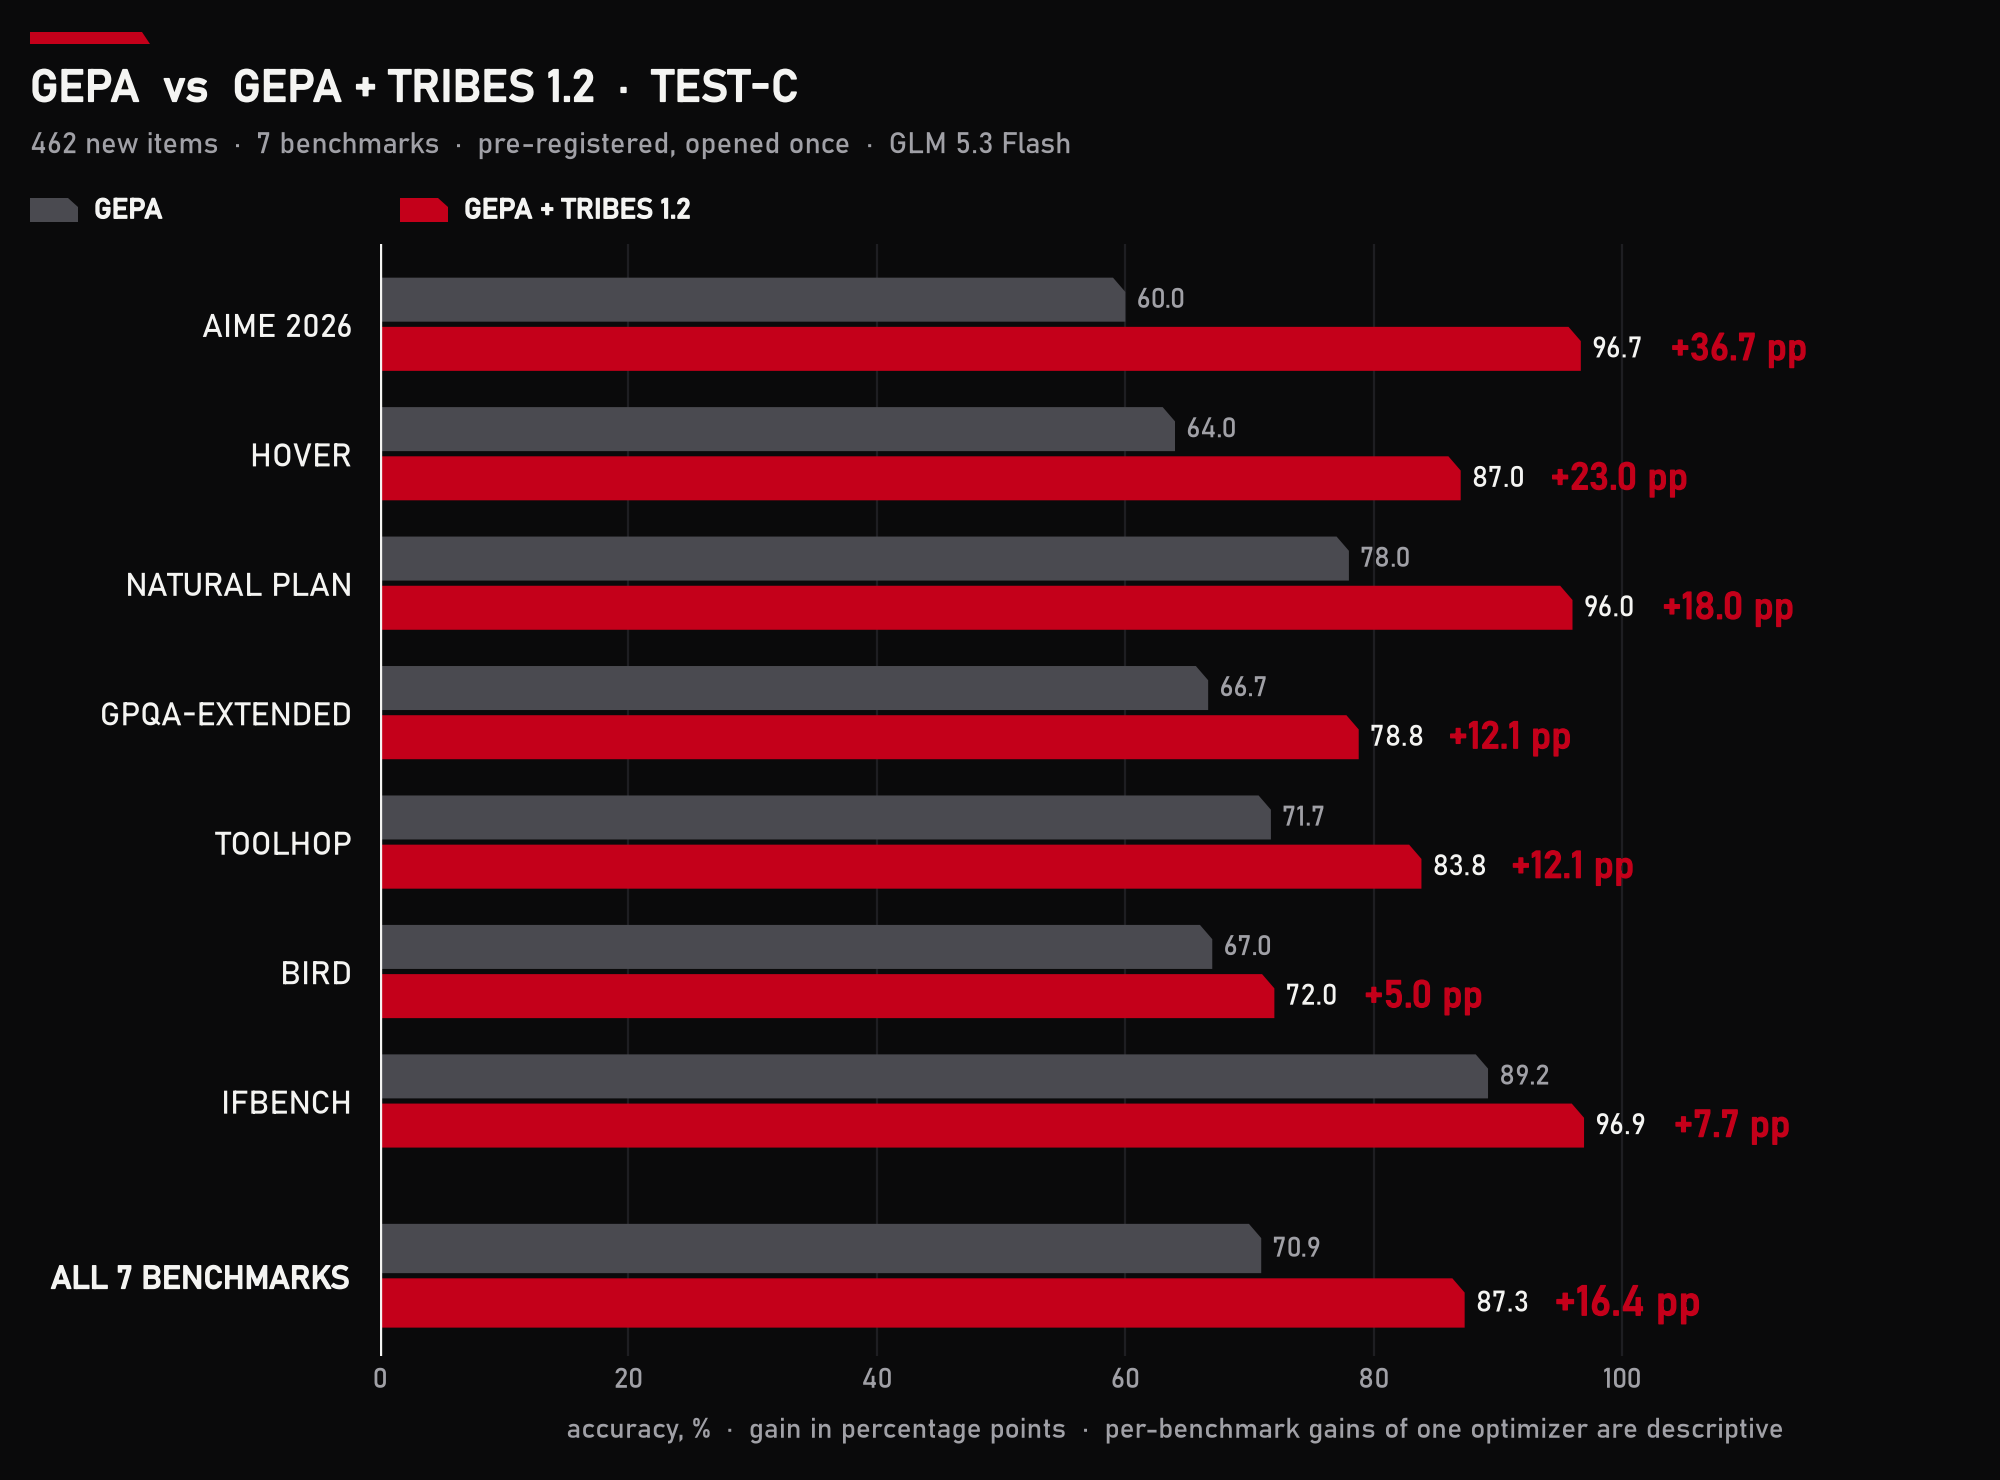 GEPA vs GEPA + TRIBES 1.2 · TEST-C
462 new items · 7 benchmarks · pre-registered, opened once · GLM 5.3 Flash
GEPA
GEPA + TRIBES 1.2
AIME 2026
60.0
96.7 +36.7 pp
HOVER
64.0
87.0 +23.0 pp
NATURAL PLAN
78.0
96.0 +18.0 pp
GPQA-EXTENDED
66.7
78.8 +12.1 pp
TOOLHOP
71.7
83.8 +12.1 pp
BIRD
67.0
72.0 +5.0 pp
IFBENCH
89.2
96.9 +7.7 pp
ALL 7 BENCHMARKS
70.9
87.3 +16.4 pp
0 20 40 60 80 100
accuracy, % · gain in percentage points · per-benchmark gains of one optimizer are descriptive